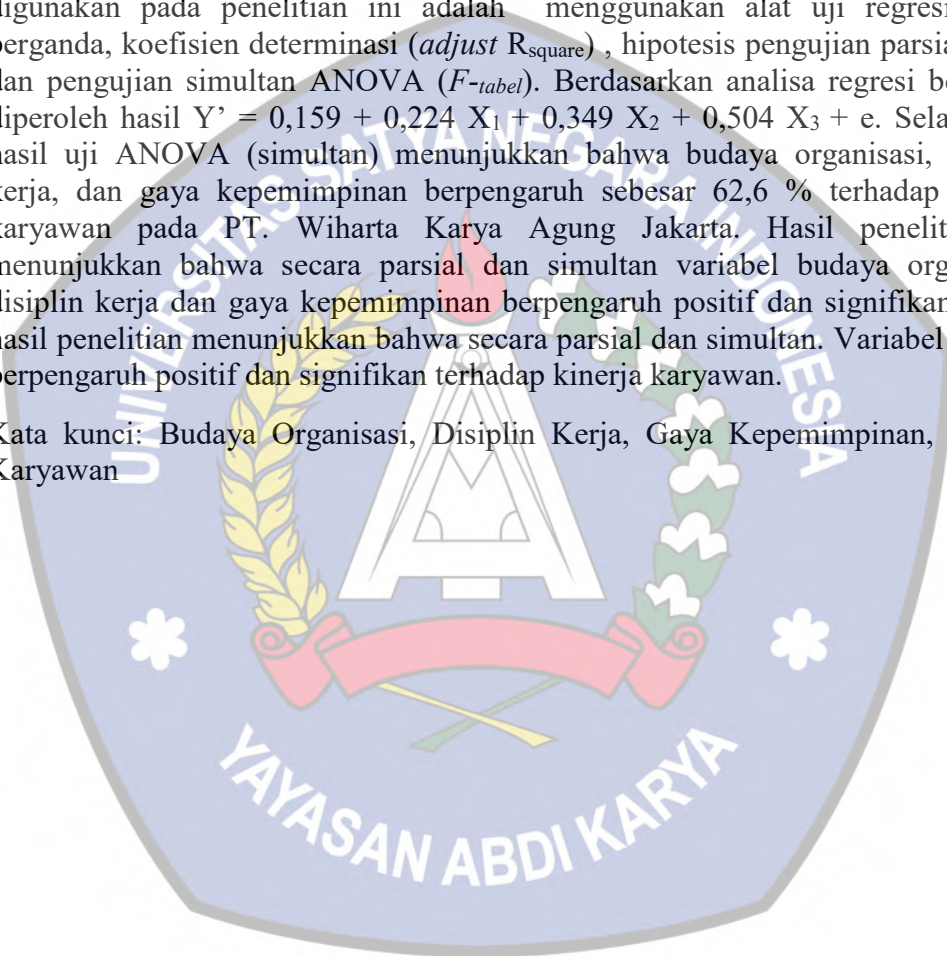 digunakan pada penelitian ini adalah menggunakan alat uji regresi
berganda, koefisien determinasi (adjust Rsquare) , hipotesis pengujian parsia
dan pengujian simultan ANOVA (F-tabel). Berdasarkan analisa regresi be
diperoleh hasil Y’ = 0,159 + 0,224 X1 + 0,349 X2 + 0,504 X3 + e. Sela
hasil uji ANOVA (simultan) menunjukkan bahwa budaya organisasi,
kerja, dan gaya kepemimpinan berpengaruh sebesar 62,6 % terhadap
karyawan pada PT. Wiharta Karya Agung Jakarta. Hasil penelit
menunjukkan bahwa secara parsial dan simultan variabel budaya org
disiplin kerja dan gaya kepemimpinan berpengaruh positif dan signifikan
hasil penelitian menunjukkan bahwa secara parsial dan simultan. Variabel
berpengaruh positif dan signifikan terhadap kinerja karyawan.
Kata kunci: Budaya Organisasi, Disiplin Kerja, Gaya Kepemimpinan,
Karyawan
UNIVERSITAS SATYA NEGARA INDONESIA
YAYASAN ABDI KARYA